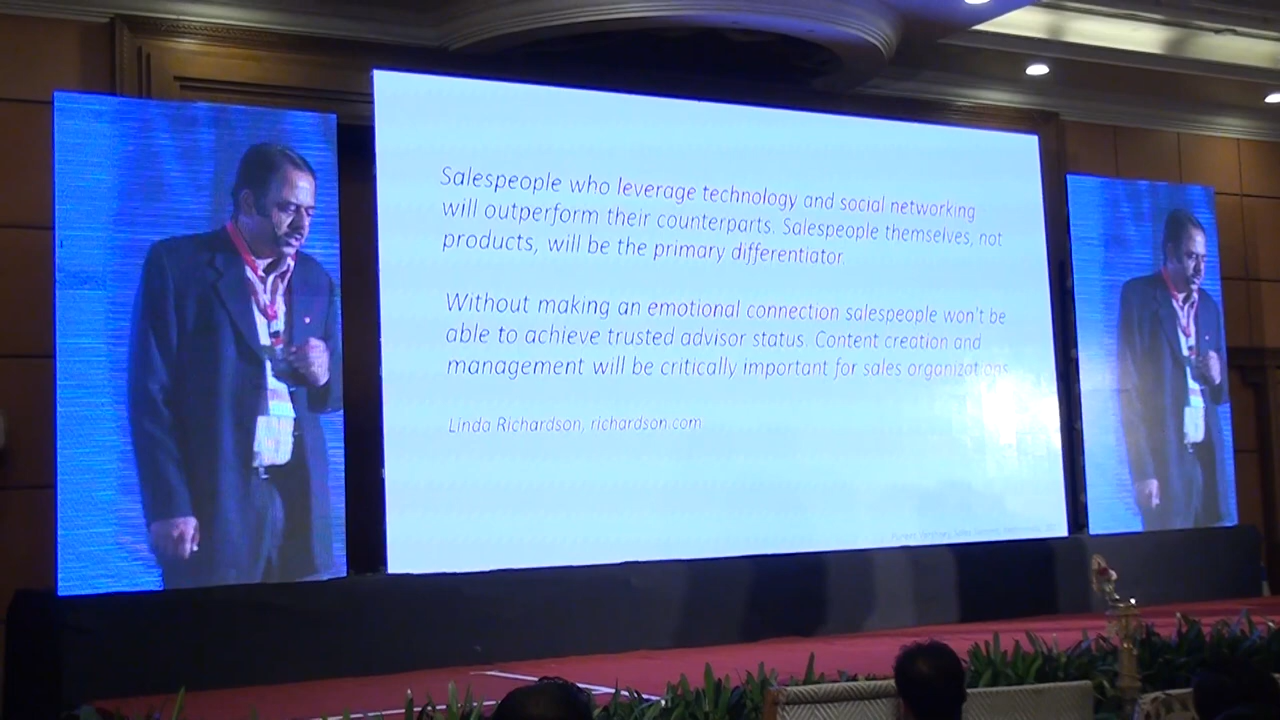 Salespeople who leverage technology and social networking
will outperform their counterparts. Salespeople themselves, not
products, will be the primary differentiator.
Without making an emotional connection salespeople won't be
able to achieve trusted advisor status. Content creation and
management will be critically important for sales organizations
Linda Richardson, richardson.com